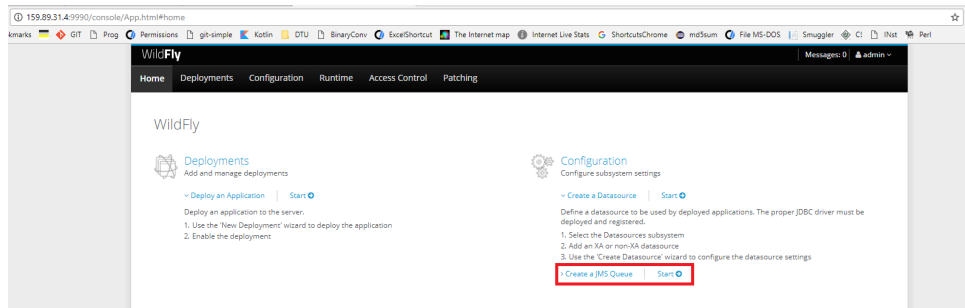 159.89.31.4:9990/console/App.html#home
kmarks GIT Prog Permissions git-simple Kotlin DTU BinaryConv ExcelShortcut The Internet map Internet Live Stats ShortcutsChrome md5sum File MS-DOS Smuggler C! INst Perl
WildFly Messages: 0 admin
Home Deployments Configuration Runtime Access Control Patching
WildFly
Deployments
Add and manage deployments
Deploy an Application Start
Deploy an application to the server.
1. Use the 'New Deployment' wizard to deploy the application
2. Enable the deployment
Configuration
Configure subsystem settings
Create a Datasource Start
Define a datasource to be used by deployed applications. The proper JDBC driver must be
deployed and registered.
1. Select the Datasources subsystem
2. Add an XA or non-XA datasource
3. Use the 'Create Datasource' wizard to configure the datasource settings
Create a JMS Queue Start